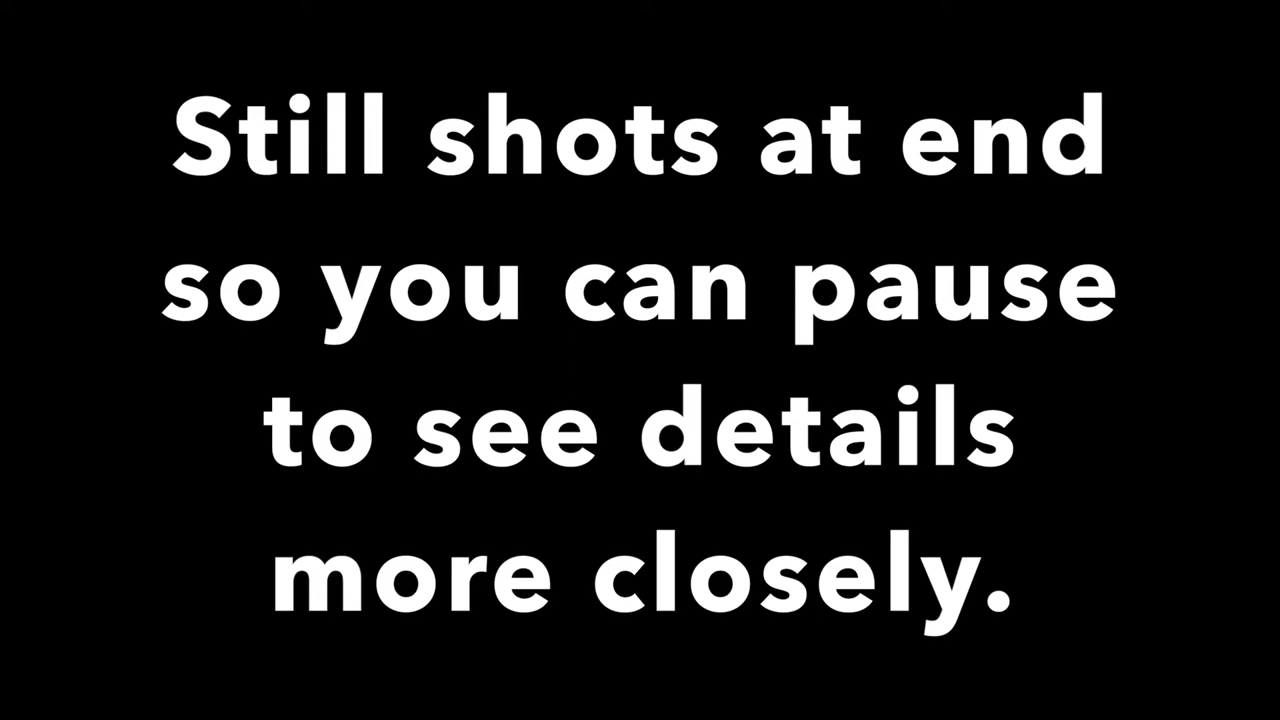 Still shots at end
so you can pause
to see details
more closely.